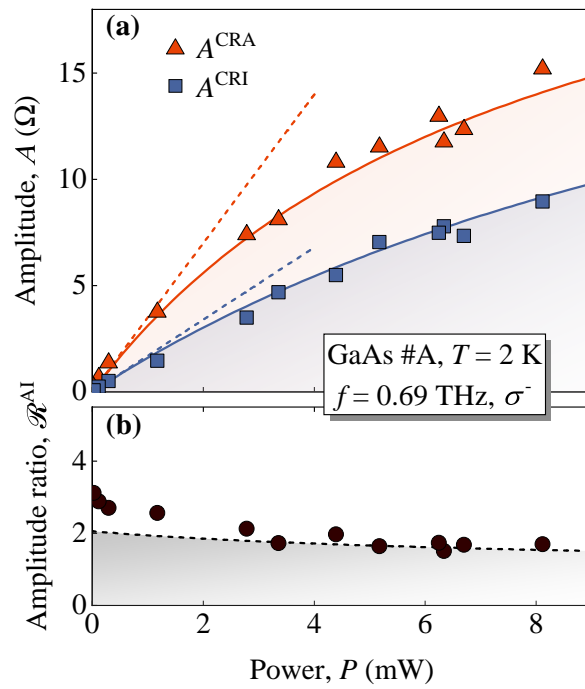 (a)
A^CRA
A^CRI
15
10
5
0
Amplitude, A (Ω)
GaAs #A, T = 2 K
f = 0.69 THz, σ⁻
(b)
4
2
0
Amplitude ratio, ℛ^AI
0 2 4 6 8
Power, P (mW)